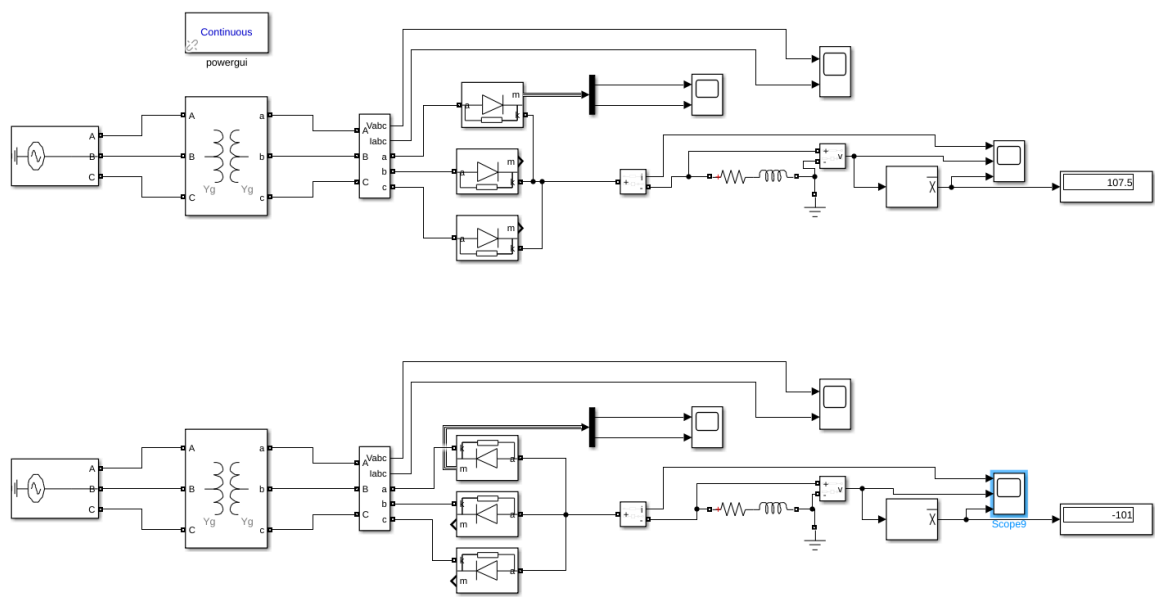 Continuous
powergui
A
B
C
A
B
C
a
b
c
Yg
Yg
A
B
C
Vabc
Iabc
a
b
c
a
m
k
a
m
k
a
m
k
+
i
-
+
-
v
+
X
107.5
A
B
C
A
B
C
a
b
c
Yg
Yg
A
B
C
Vabc
Iabc
a
b
c
k
m
a
k
m
a
k
m
a
+
i
-
+
-
v
+
X
Scope9
-101